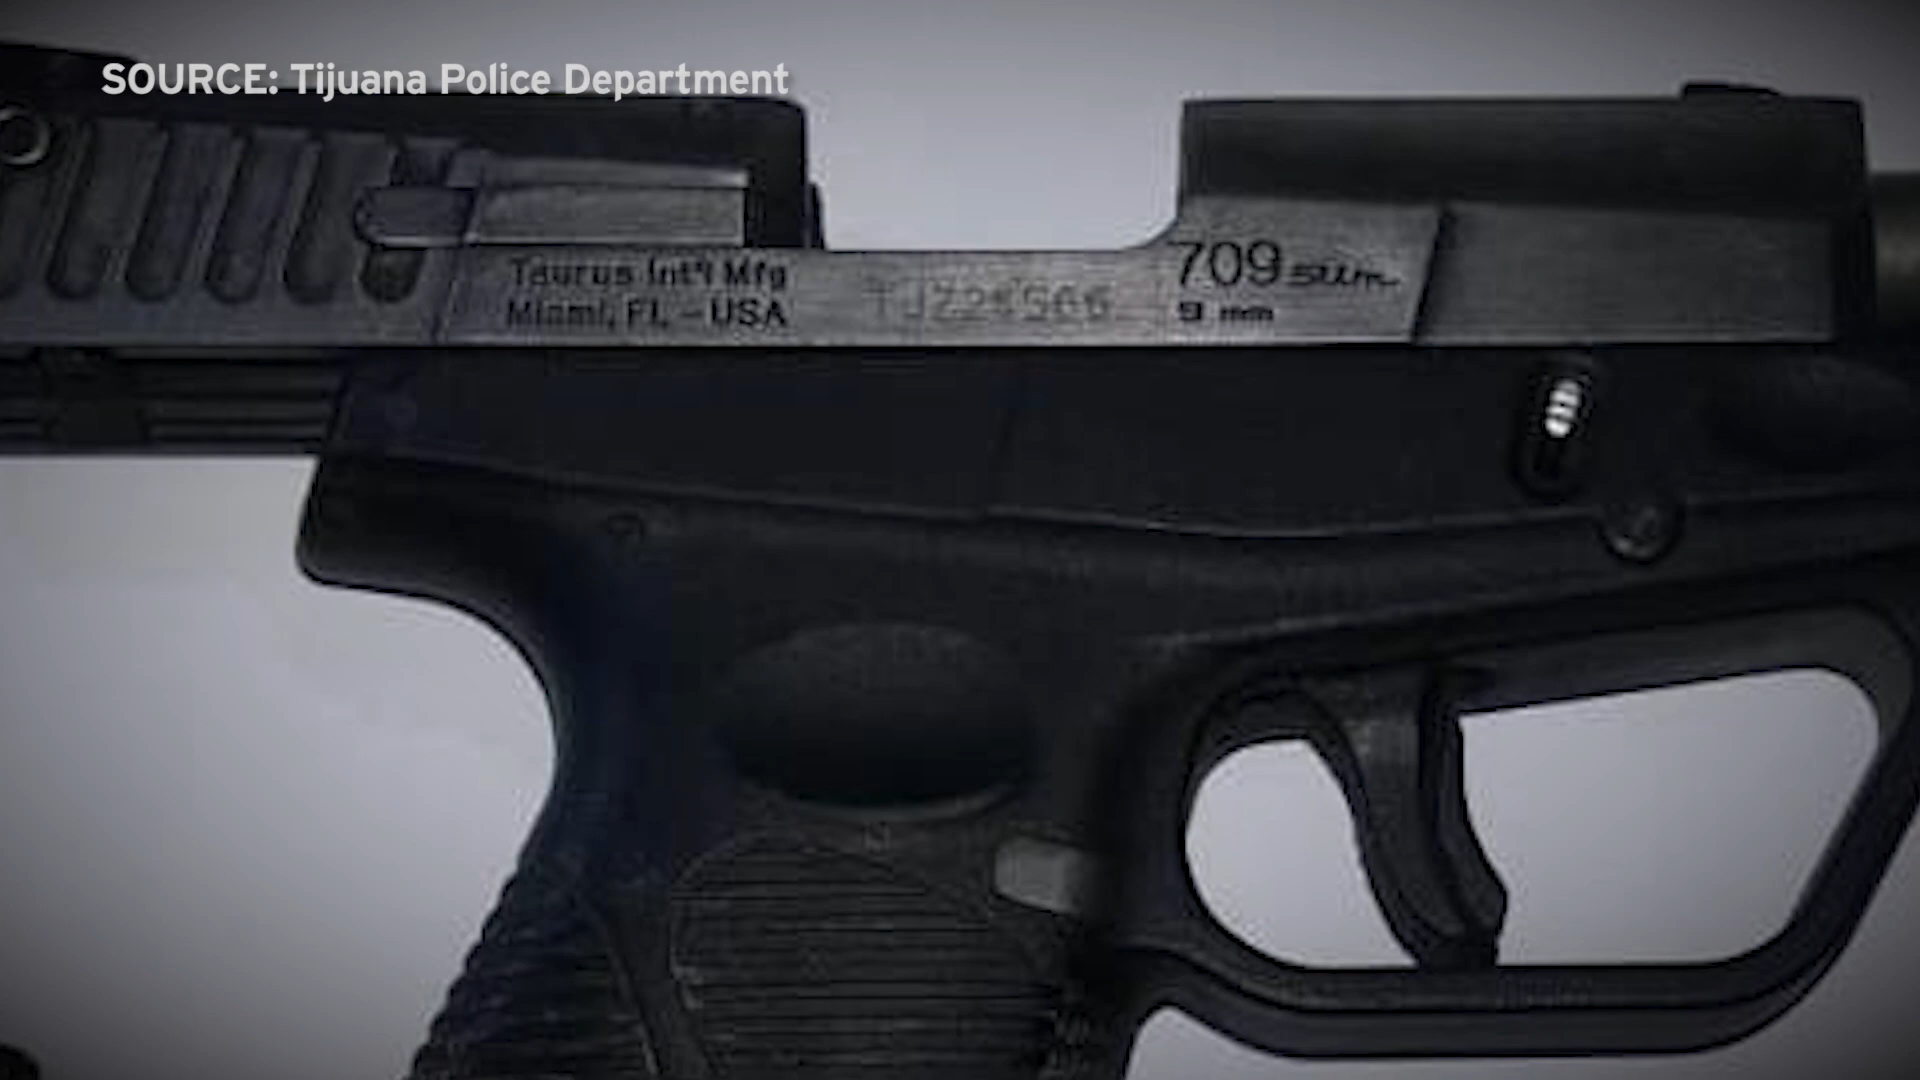 SOURCE: Tijuana Police Department
Taurus Int'l Mfg
Miami, FL - USA
709 SLIM
9 mm